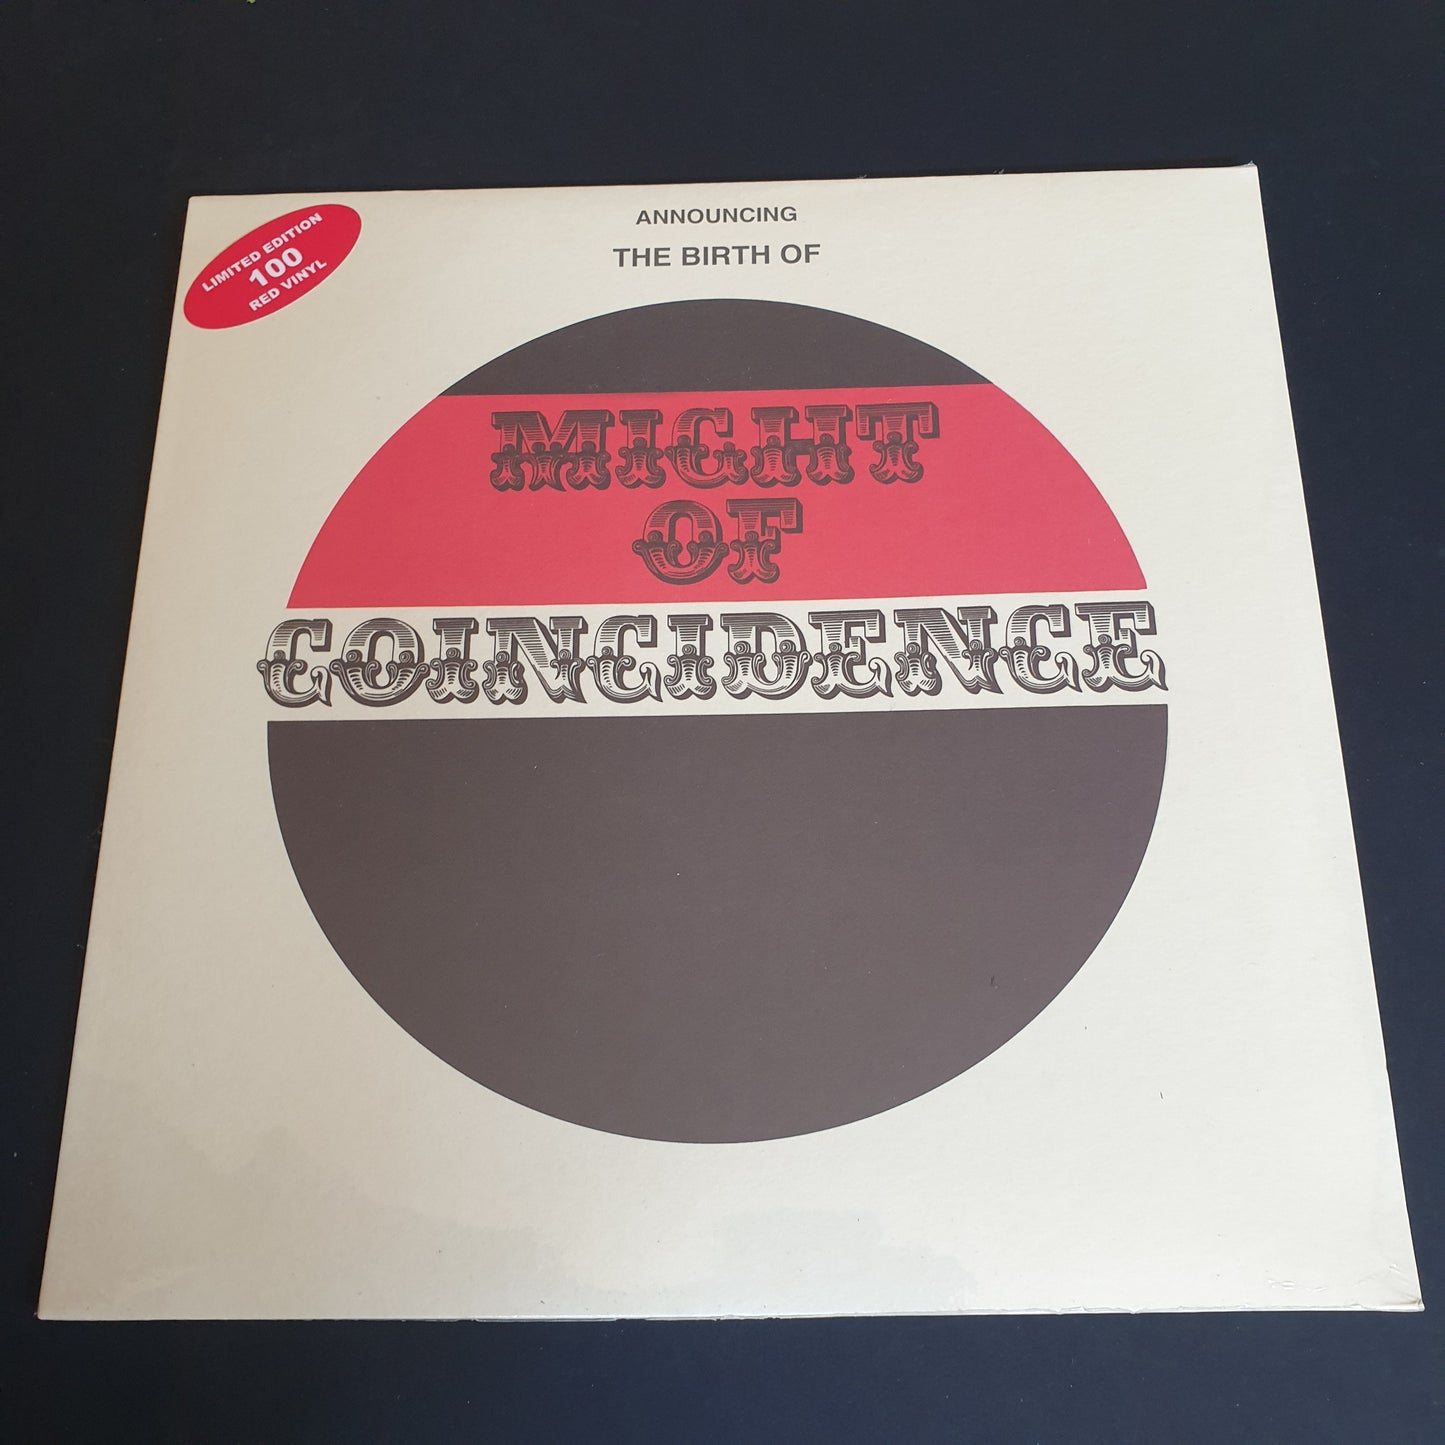 LIMITED EDITION
100
RED VINYL
ANNOUNCING
THE BIRTH OF
MIGHT
OF
COINCIDENCE